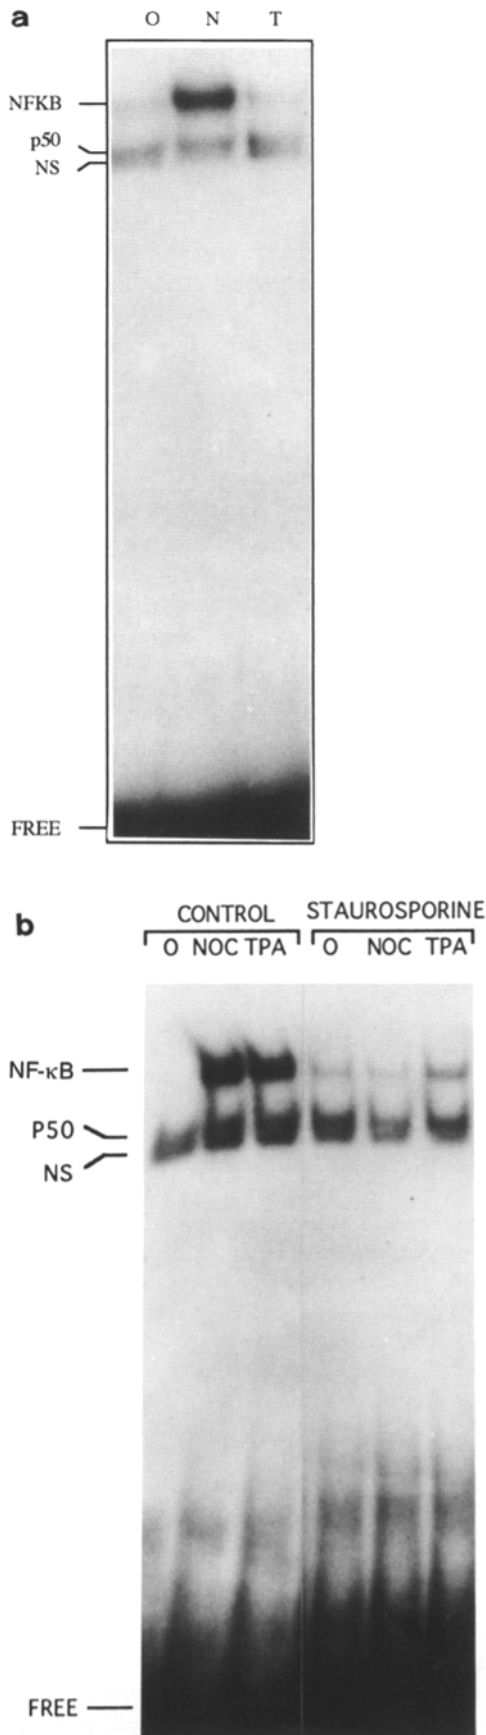 a
O N T
NFKB
p50
NS
FREE
b
CONTROL STAUROSPORINE
O NOC TPA O NOC TPA
NF-κB
P50
NS
FREE